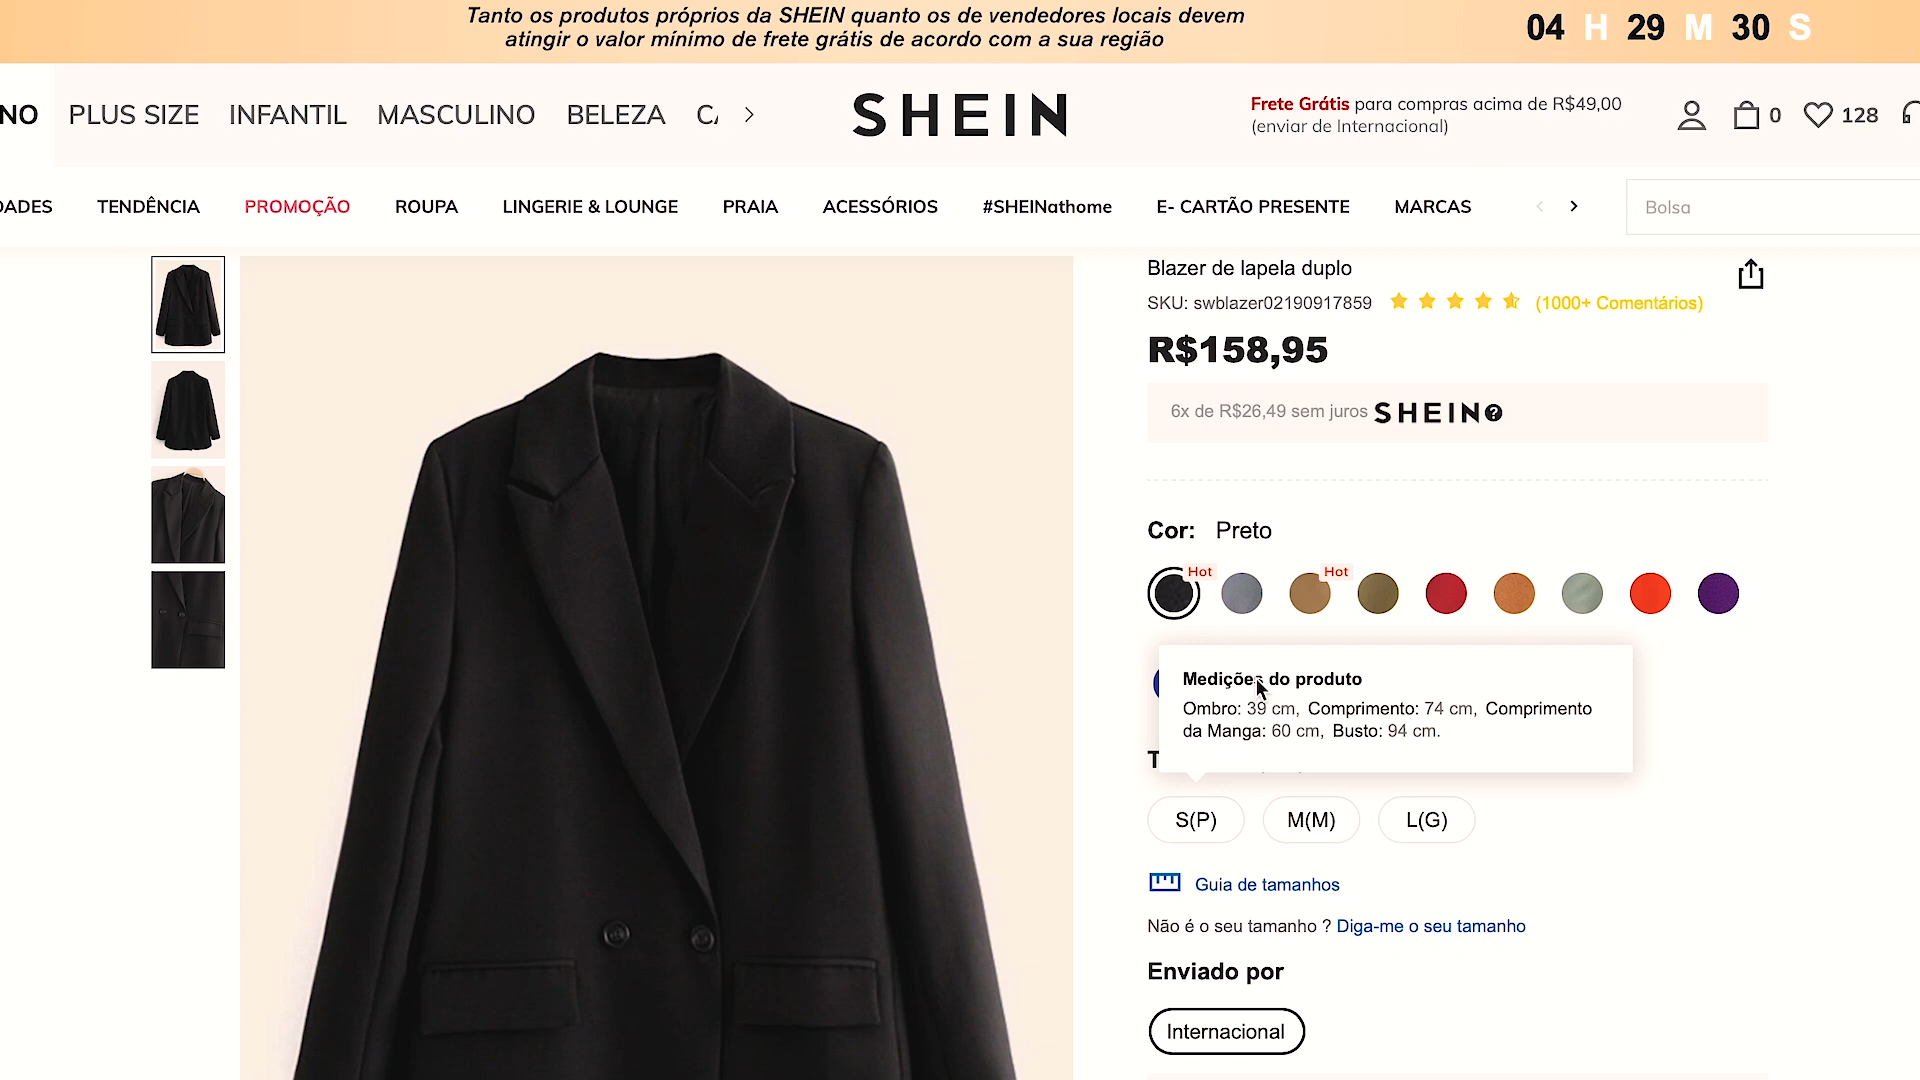 Tanto os produtos próprios da SHEIN quanto os de vendedores locais devem
atingir o valor mínimo de frete grátis de acordo com a sua região
04 H 29 M 30 S
NO PLUS SIZE INFANTIL MASCULINO BELEZA
SHEIN
Frete Grátis para compras acima de R$49,00
(enviar de Internacional)
0
128
DADES TENDÊNCIA PROMOÇÃO ROUPA LINGERIE & LOUNGE PRAIA ACESSÓRIOS #SHEINathome E- CARTÃO PRESENTE MARCAS
Bolsa
Blazer de lapela duplo
SKU: swblazer02190917859 (1000+ Comentários)
R$158,95
6x de R$26,49 sem juros SHEIN ?
Cor: Preto
Hot Hot
Medições do produto
Ombro: 39 cm, Comprimento: 74 cm, Comprimento
da Manga: 60 cm, Busto: 94 cm.
S(P) M(M) L(G)
Guia de tamanhos
Não é o seu tamanho ? Diga-me o seu tamanho
Enviado por
Internacional